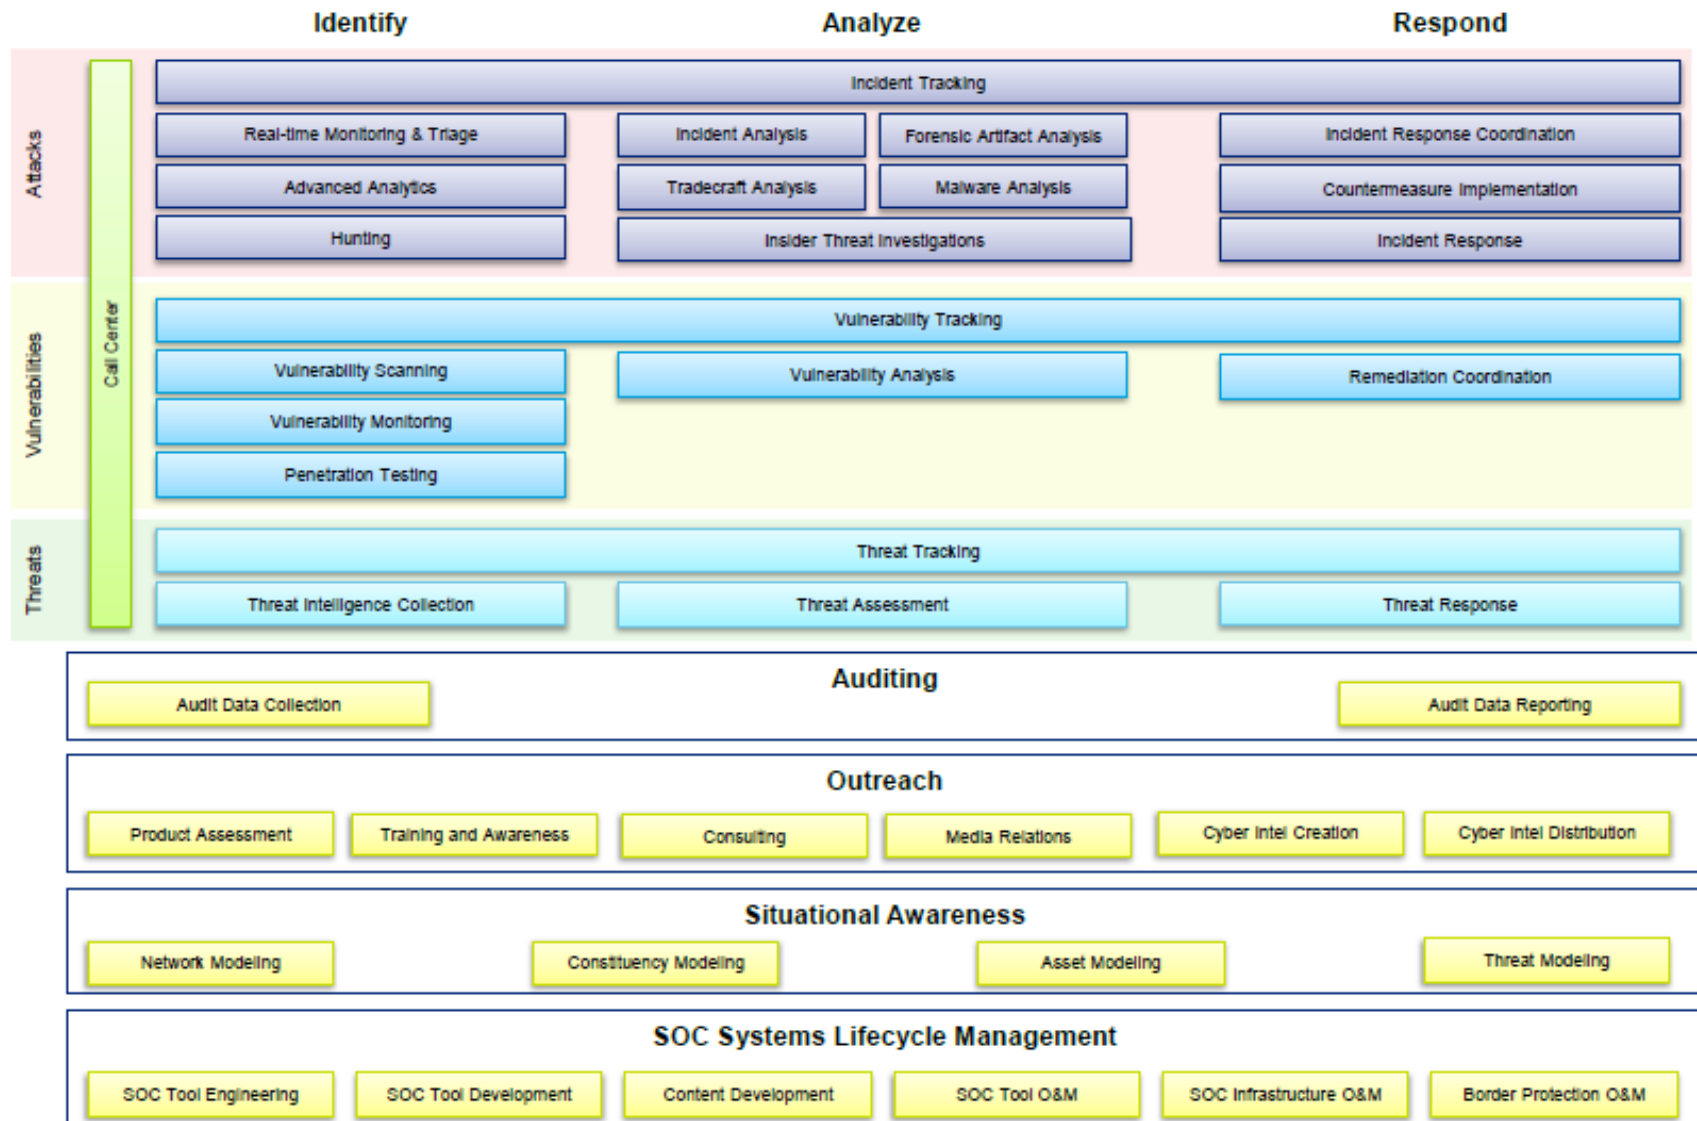 Identify
Analyze
Respond
Attacks
Call Center
Incident Tracking
Real-time Monitoring & Triage
Incident Analysis
Forensic Artifact Analysis
Incident Response Coordination
Advanced Analytics
Tradecraft Analysis
Malware Analysis
Countermeasure Implementation
Hunting
Insider Threat Investigations
Incident Response
Vulnerabilities
Vulnerability Tracking
Vulnerability Scanning
Vulnerability Analysis
Remediation Coordination
Vulnerability Monitoring
Penetration Testing
Threats
Threat Tracking
Threat Intelligence Collection
Threat Assessment
Threat Response
Auditing
Audit Data Collection
Audit Data Reporting
Outreach
Product Assessment
Training and Awareness
Consulting
Media Relations
Cyber Intel Creation
Cyber Intel Distribution
Situational Awareness
Network Modeling
Constituency Modeling
Asset Modeling
Threat Modeling
SOC Systems Lifecycle Management
SOC Tool Engineering
SOC Tool Development
Content Development
SOC Tool O&M
SOC Infrastructure O&M
Border Protection O&M